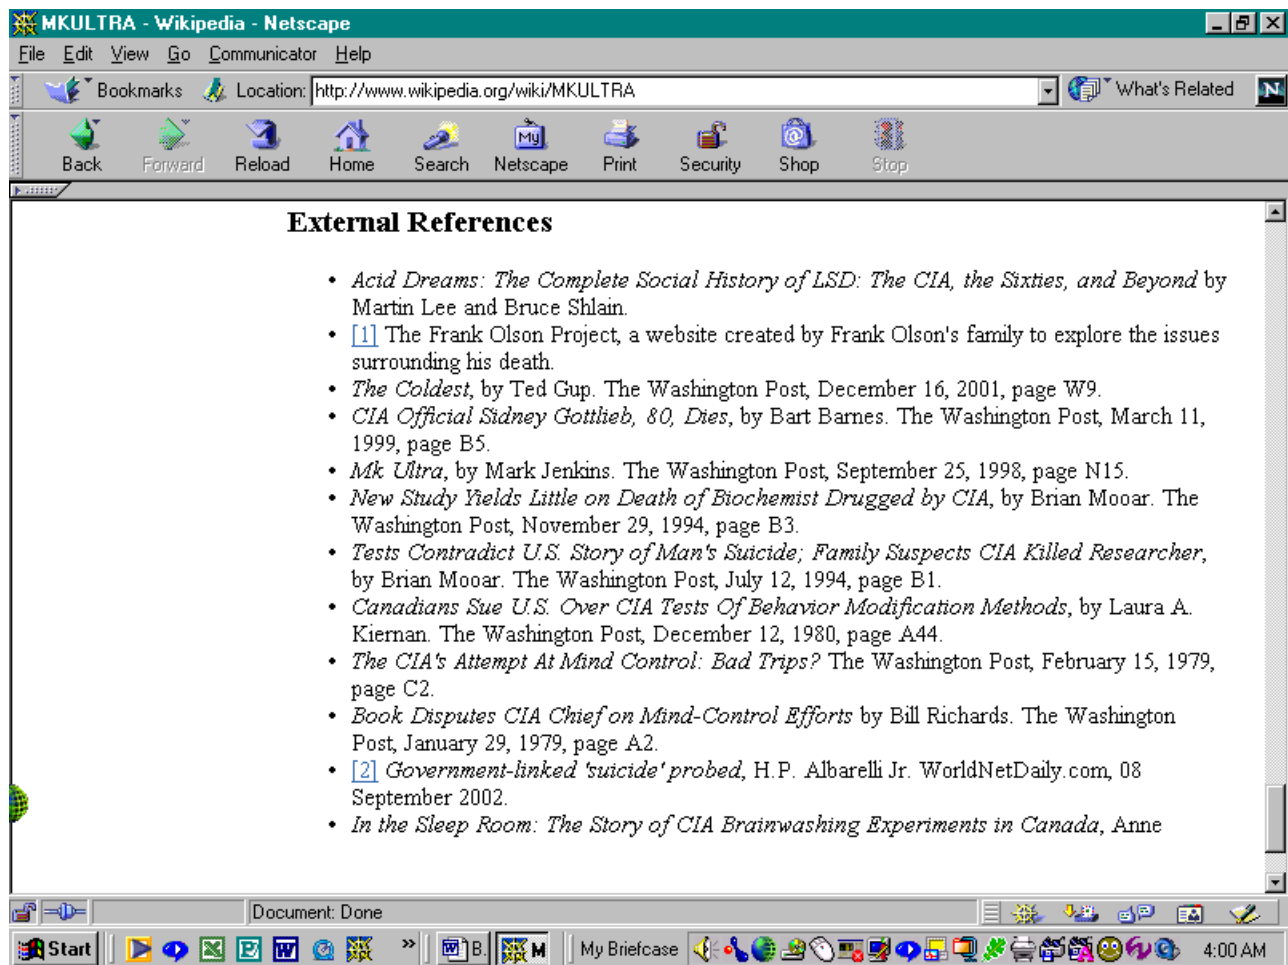 MKULTRA - Wikipedia - Netscape
File Edit View Go Communicator Help
Bookmarks Location: http://www.wikipedia.org/wiki/MKULTRA What's Related N
My
Back Forward Reload Home Search Netscape Print Security Shop Stop
External References
• Acid Dreams: The Complete Social History of LSD: The CIA, the Sixties, and Beyond by
Martin Lee and Bruce Shlain.
• [1] The Frank Olson Project, a website created by Frank Olson's family to explore the issues
surrounding his death.
• The Coldest, by Ted Gup. The Washington Post, December 16, 2001, page W9.
• CIA Official Sidney Gottlieb, 80, Dies, by Bart Barnes. The Washington Post, March 11,
1999, page B5.
• Mk Ultra, by Mark Jenkins. The Washington Post, September 25, 1998, page N15.
• New Study Yields Little on Death of Biochemist Drugged by CIA, by Brian Mooar. The
Washington Post, November 29, 1994, page B3.
• Tests Contradict U.S. Story of Man's Suicide; Family Suspects CIA Killed Researcher,
by Brian Mooar. The Washington Post, July 12, 1994, page B1.
• Canadians Sue U.S. Over CIA Tests Of Behavior Modification Methods, by Laura A.
Kiernan. The Washington Post, December 12, 1980, page A44.
• The CIA's Attempt At Mind Control: Bad Trips? The Washington Post, February 15, 1979,
page C2.
• Book Disputes CIA Chief on Mind-Control Efforts by Bill Richards. The Washington
Post, January 29, 1979, page A2.
• [2] Government-linked 'suicide' probed, H.P. Albarelli Jr. WorldNetDaily.com, 08
September 2002.
• In the Sleep Room: The Story of CIA Brainwashing Experiments in Canada, Anne
Document: Done
Start » B. M My Briefcase 4:00 AM